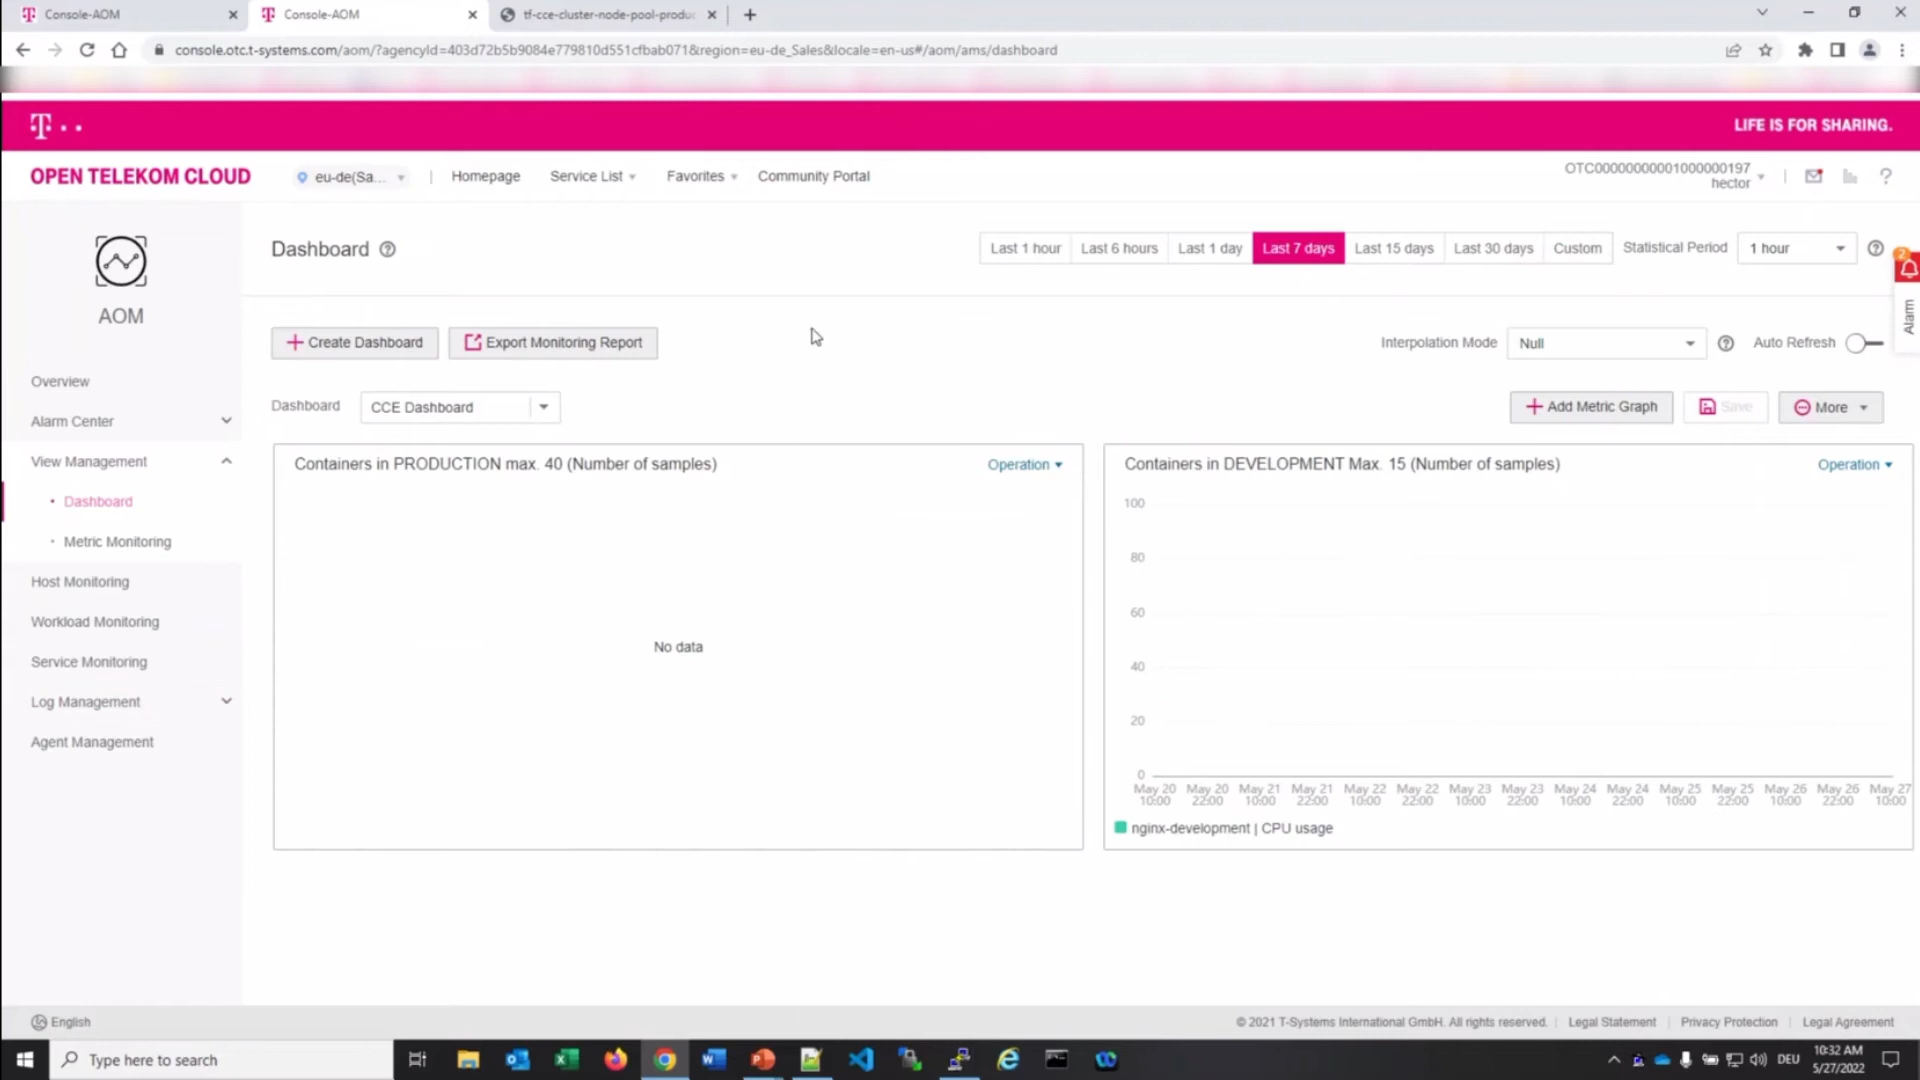 Console-AOM
Console-AOM
tf-cce-cluster-node-pool-produc
console.otc.t-systems.com/aom/?agencyId=403d72b5b9084e779810d551cfbab071&region=eu-de_Sales&locale=en-us#/aom/ams/dashboard
T
LIFE IS FOR SHARING.
OPEN TELEKOM CLOUD
eu-de(Sa...
Homepage
Service List
Favorites
Community Portal
OTC00000000001000000197
hector
AOM
Dashboard
Last 1 hour
Last 6 hours
Last 1 day
Last 7 days
Last 15 days
Last 30 days
Custom
Statistical Period
1 hour
2
Alarm
Create Dashboard
Export Monitoring Report
Interpolation Mode
Null
Auto Refresh
Overview
Alarm Center
View Management
Dashboard
Metric Monitoring
Host Monitoring
Workload Monitoring
Service Monitoring
Log Management
Agent Management
Dashboard
CCE Dashboard
Add Metric Graph
Save
More
Containers in PRODUCTION max. 40 (Number of samples)
Operation
No data
Containers in DEVELOPMENT Max. 15 (Number of samples)
Operation
100
80
60
40
20
0
May 20 May 20 May 21 May 21 May 22 May 22 May 23 May 23 May 24 May 24 May 25 May 25 May 26 May 26 May 27
10:00 22:00 10:00 22:00 10:00 22:00 10:00 22:00 10:00 22:00 10:00 22:00 10:00 22:00 10:00
nginx-development | CPU usage
English
© 2021 T-Systems International GmbH. All rights reserved.
Legal Statement
Privacy Protection
Legal Agreement
Type here to search
DEU
10:32 AM
5/27/2022